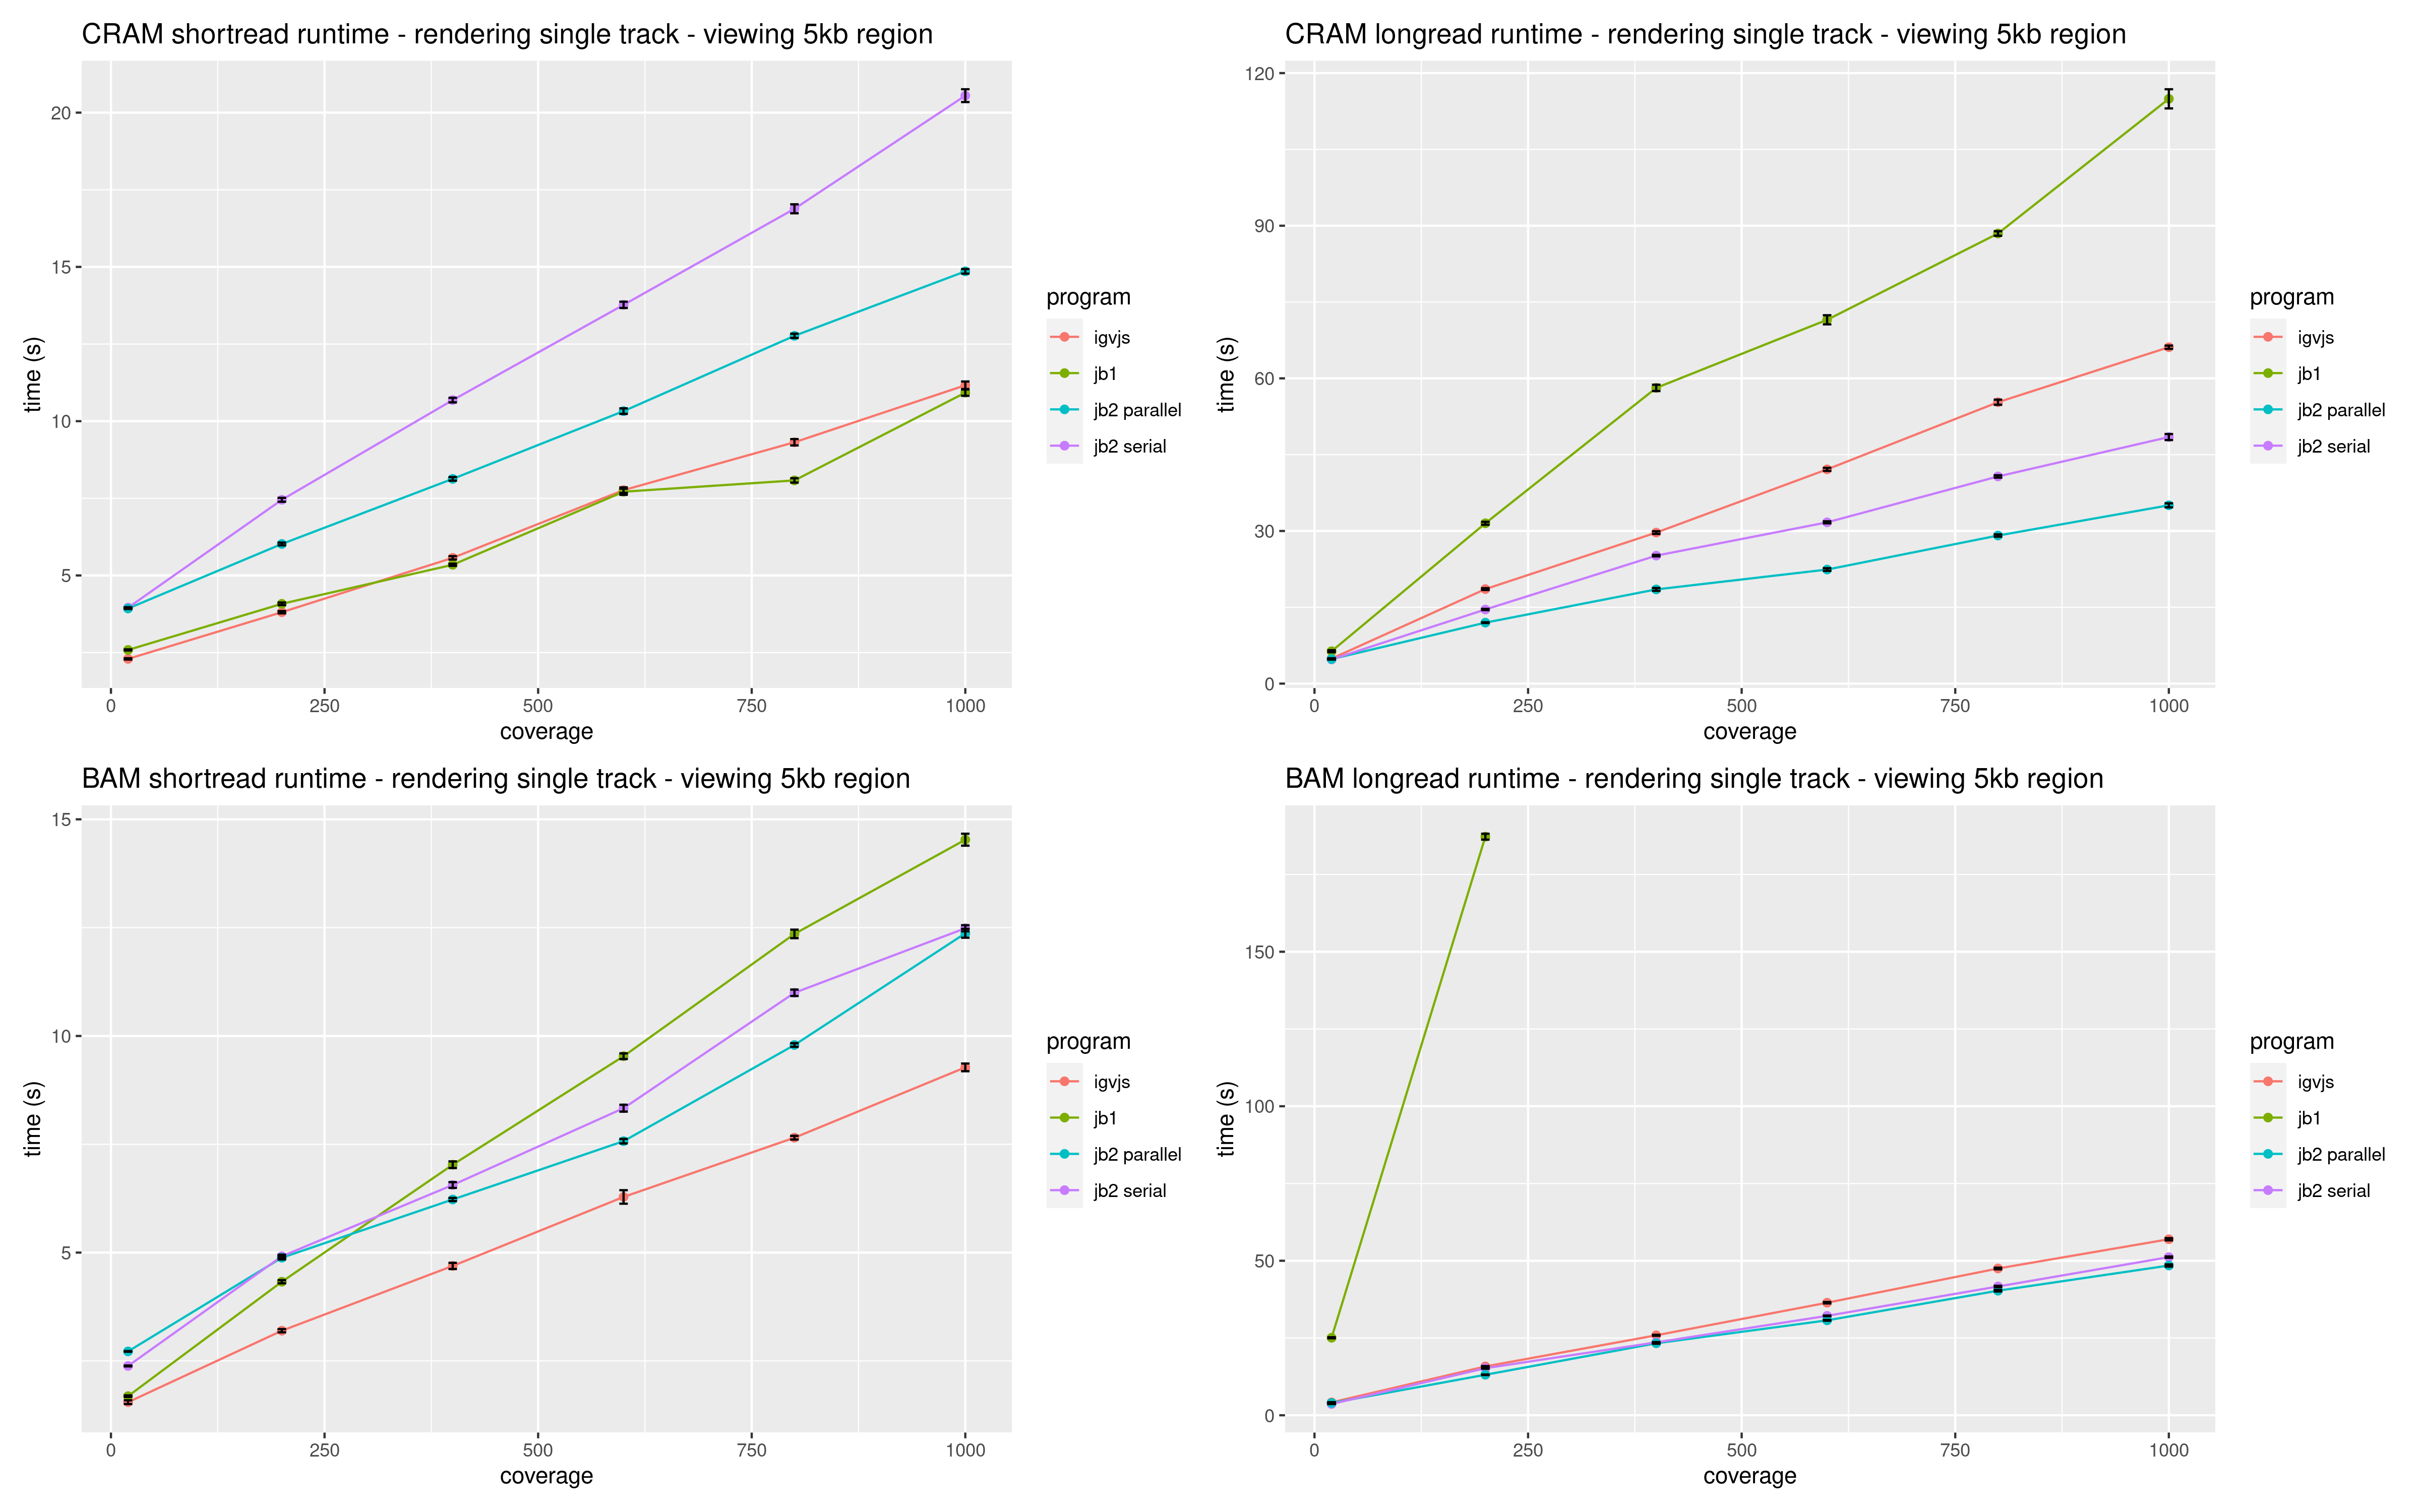 CRAM shortread runtime - rendering single track - viewing 5kb region
20
15
10
5
time (s)
0 250 500 750 1000
coverage
program
igvjs
jb1
jb2 parallel
jb2 serial
CRAM longread runtime - rendering single track - viewing 5kb region
120
90
60
30
0
time (s)
0 250 500 750 1000
coverage
program
igvjs
jb1
jb2 parallel
jb2 serial
BAM shortread runtime - rendering single track - viewing 5kb region
15
10
5
time (s)
0 250 500 750 1000
coverage
program
igvjs
jb1
jb2 parallel
jb2 serial
BAM longread runtime - rendering single track - viewing 5kb region
150
100
50
0
time (s)
0 250 500 750 1000
coverage
program
igvjs
jb1
jb2 parallel
jb2 serial